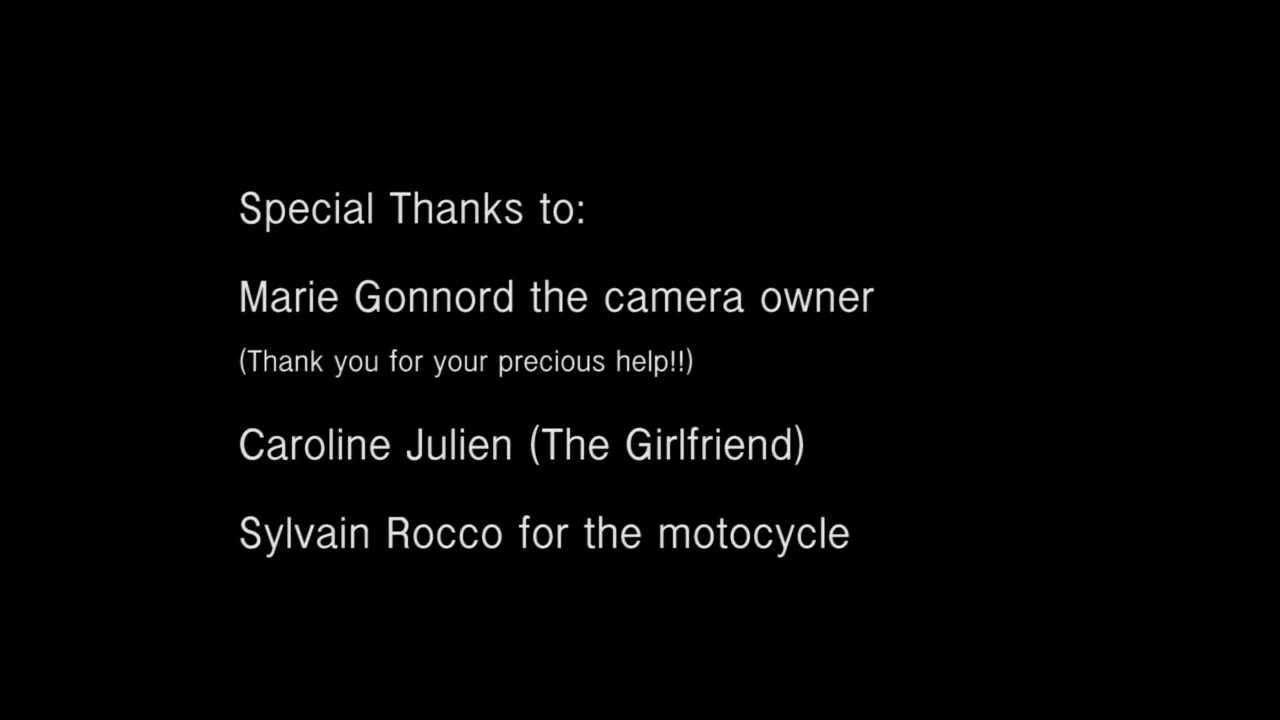 Special Thanks to:
Marie Gonnord the camera owner
(Thank you for your precious help!!)
Caroline Julien (The Girlfriend)
Sylvain Rocco for the motocycle